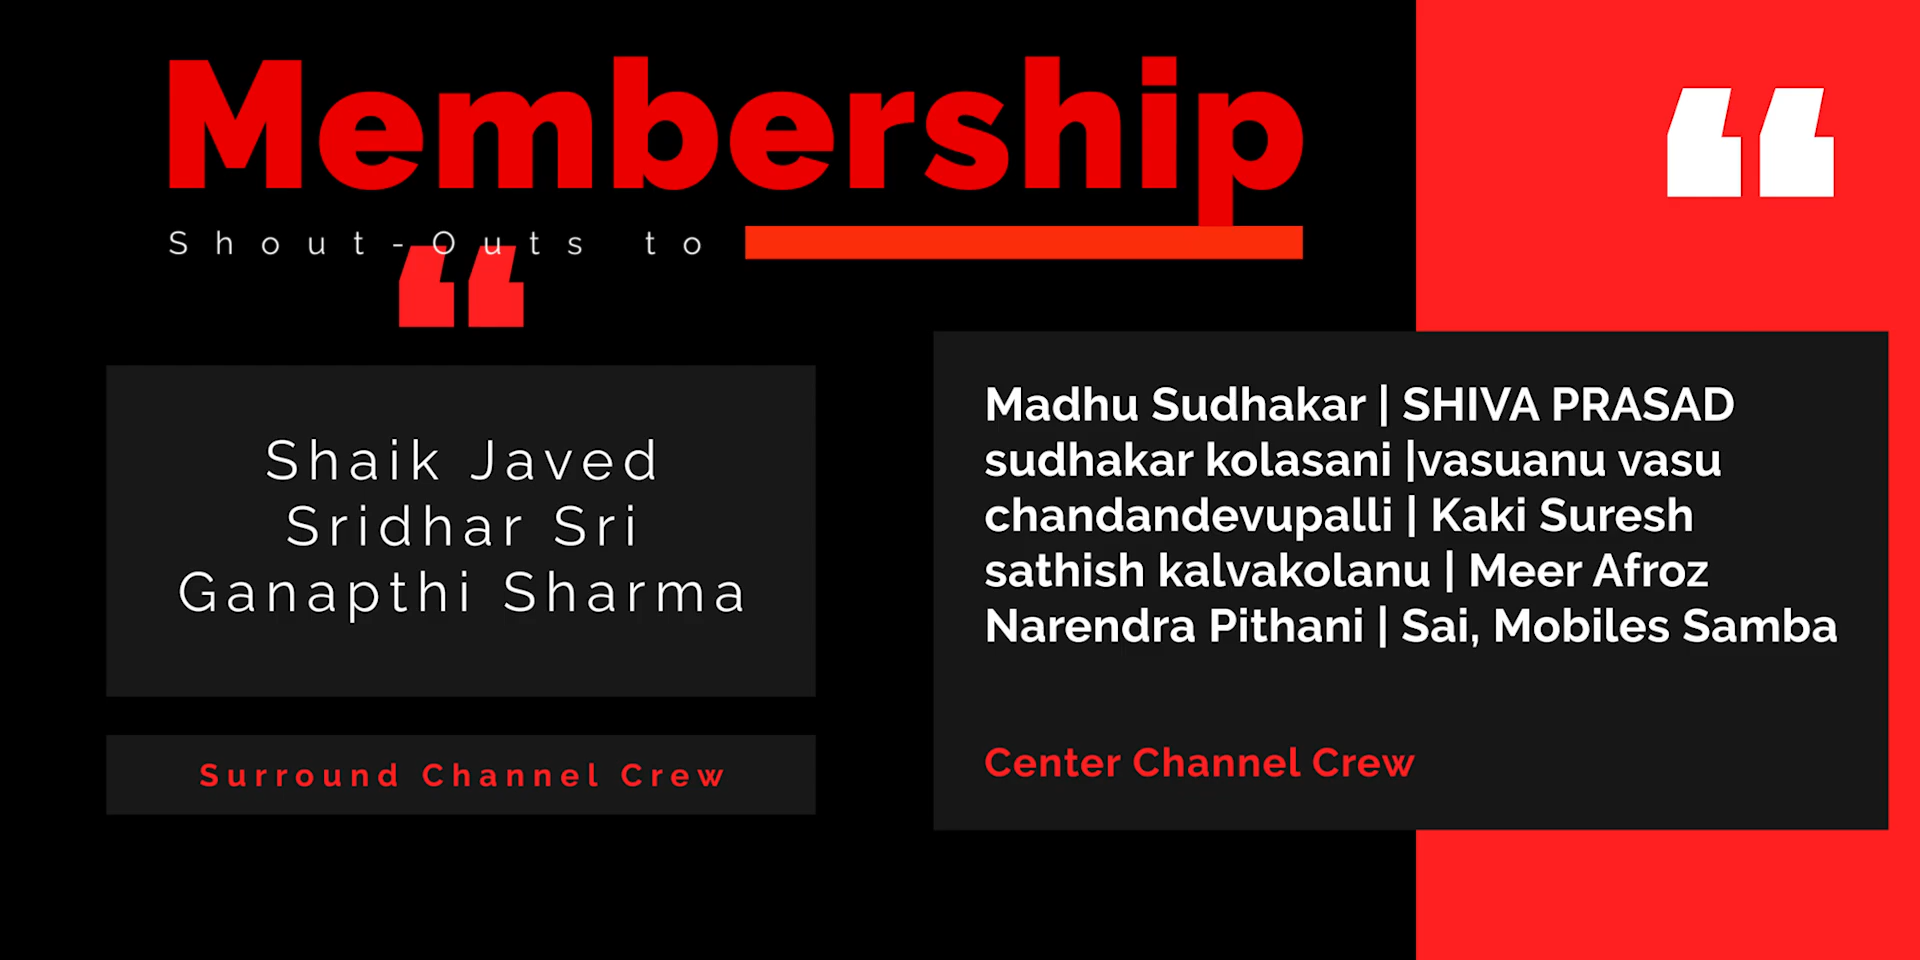 Membership
Shout-Outs to
Shaik Javed
Sridhar Sri
Ganapthi Sharma
Surround Channel Crew
Madhu Sudhakar | SHIVA PRASAD
sudhakar kolasani |vasuanu vasu
chandandevupalli | Kaki Suresh
sathish kalvakolanu | Meer Afroz
Narendra Pithani | Sai, Mobiles Samba
Center Channel Crew